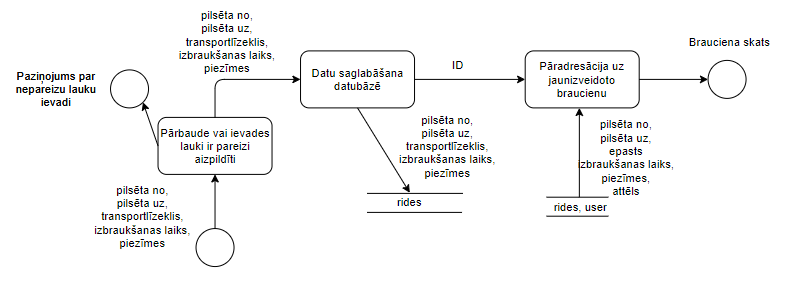 pilsēta no,
pilsēta uz,
transportlīzeklis,
izbraukšanas laiks,
piezīmes
Paziņojums par
nepareizu lauku
ievadi
Pārbaude vai ievades
lauki ir pareizi
aizpildīti
pilsēta no,
pilsēta uz,
transportlīzeklis,
izbraukšanas laiks,
piezīmes
Datu saglabāšana
datubāzē
ID
pilsēta no,
pilsēta uz,
transportlīzeklis,
izbraukšanas laiks,
piezīmes
rides
Pāradresācija uz
jaunizveidoto
braucienu
Brauciena skats
pilsēta no,
pilsēta uz,
epasts
izbraukšanas laiks,
piezīmes,
attēls
rides, user